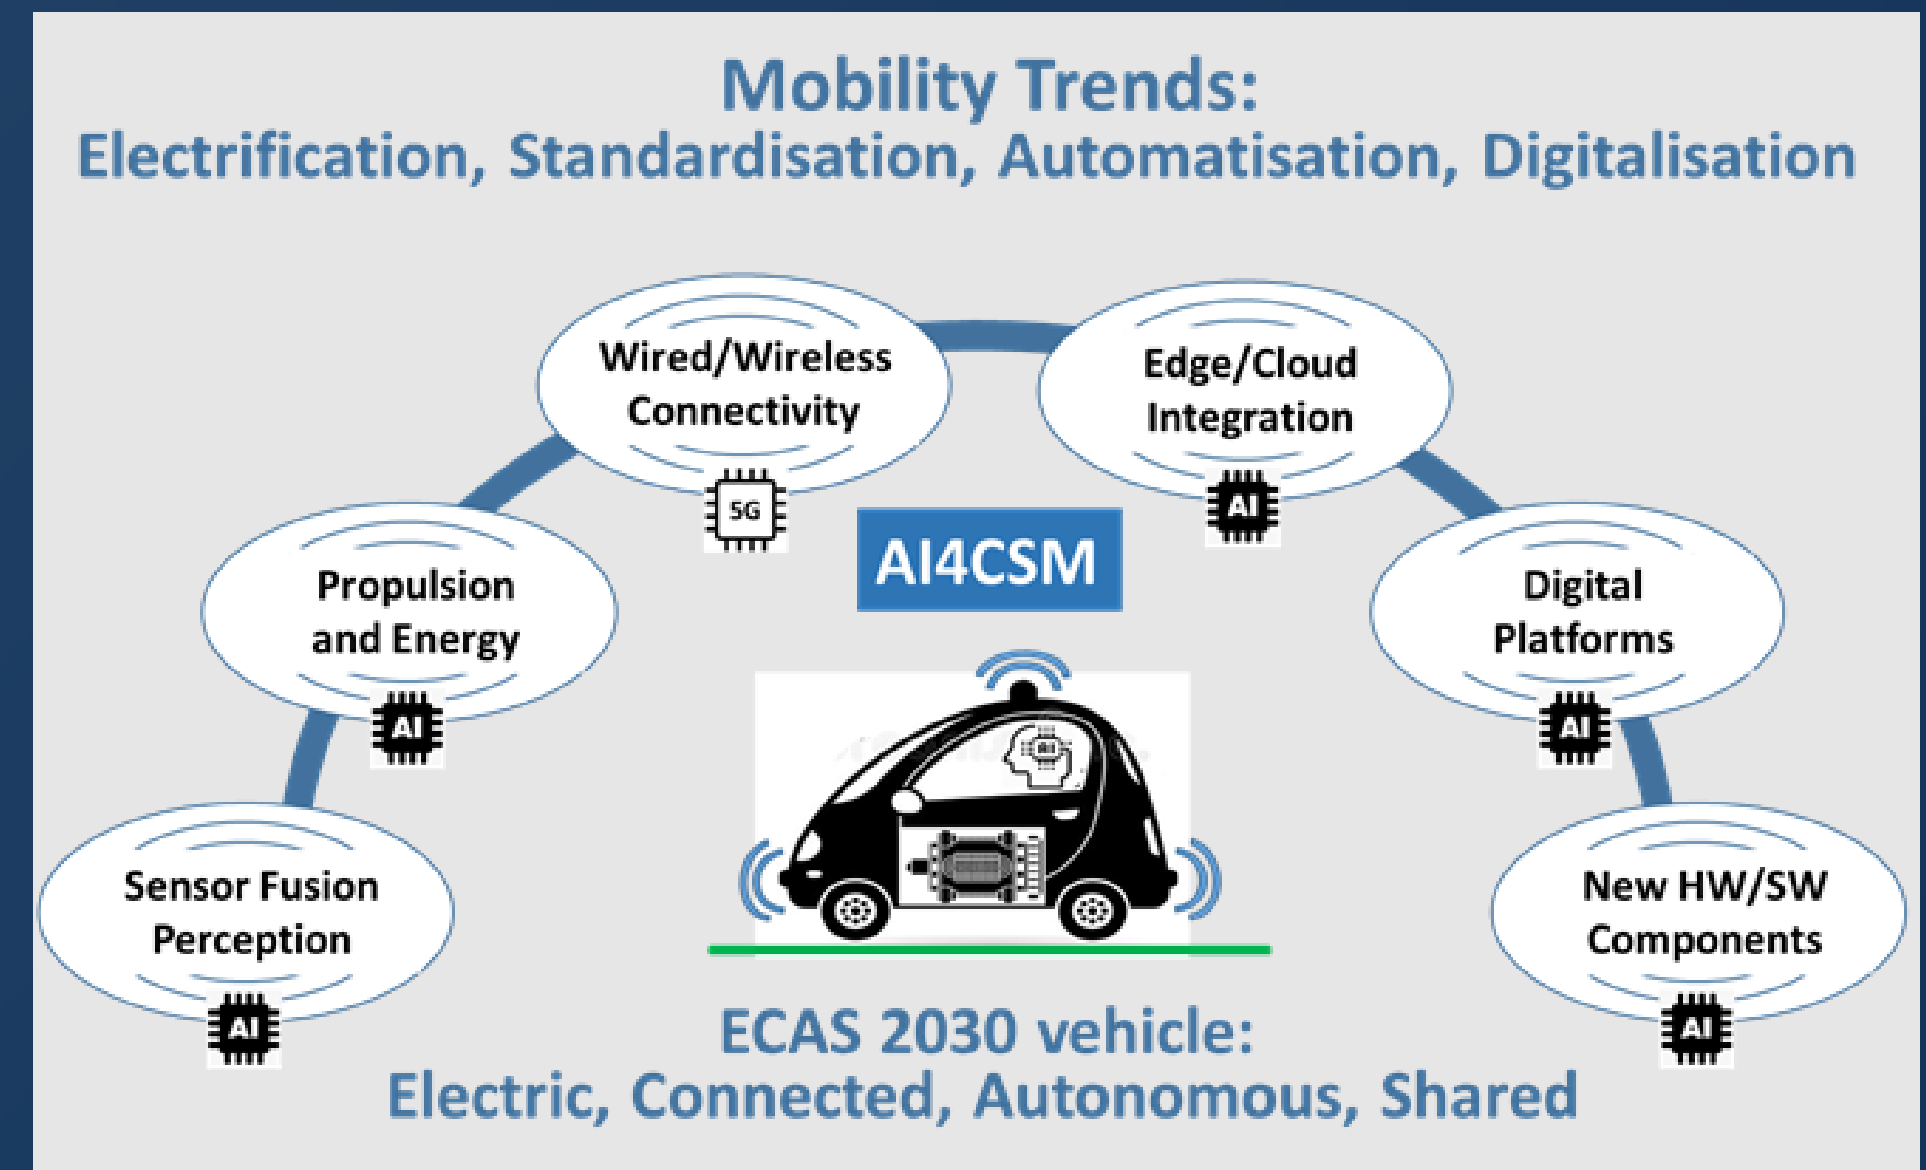 Mobility Trends:
Electrification, Standardisation, Automatisation, Digitalisation
Wired/Wireless
Connectivity
5G
Edge/Cloud
Integration
AI
AI4CSM
Propulsion
and Energy
AI
Digital
Platforms
AI
AI
Sensor Fusion
Perception
AI
New HW/SW
Components
AI
ECAS 2030 vehicle:
Electric, Connected, Autonomous, Shared